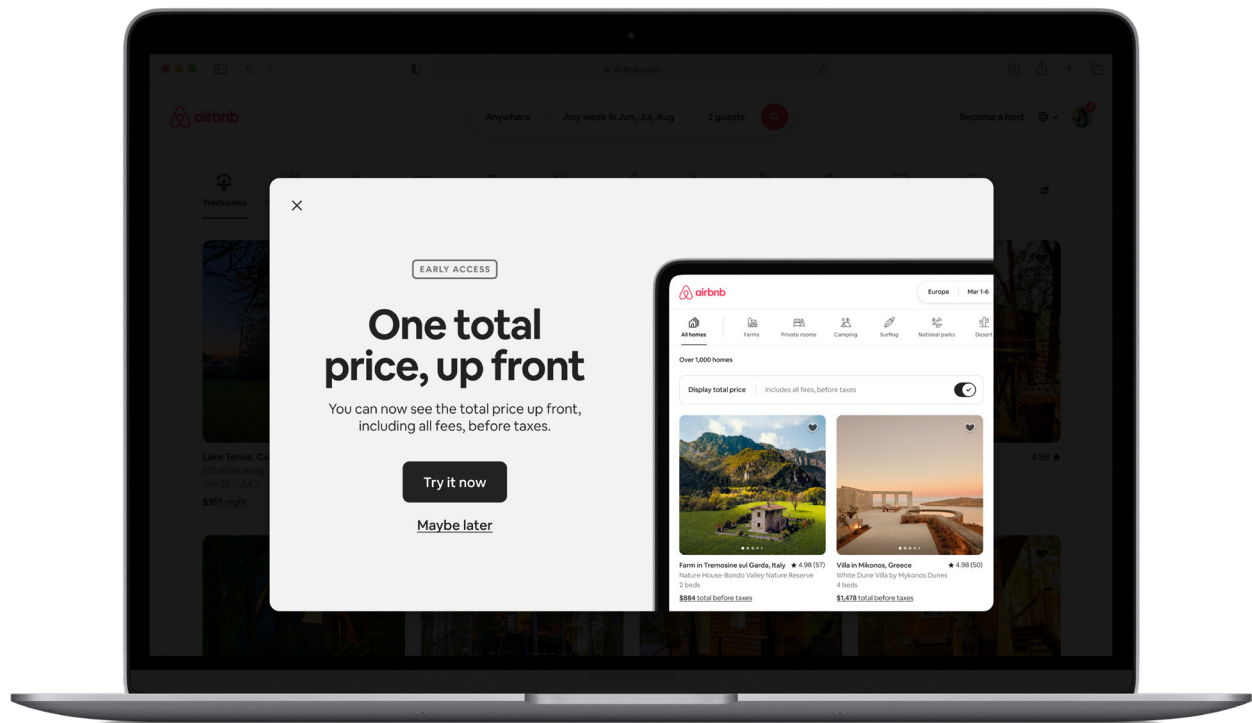 airbnb.com
airbnb
Anywhere
Any week in Jun, Jul, Aug
Become a host
Treehouses
EARLY ACCESS
One total
price, up front
You can now see the total price up front,
including all fees, before taxes.
Try it now
Maybe later
airbnb
Europe
Mar 1-6
All homes
Farms
Private rooms
Camping
Surfing
National parks
Desert
Over 1,000 homes
Display total price
Includes all fees, before taxes
Farm in Tremosine sul Garda, Italy ★ 4.98 (57)
Nature House-Bondo Valley Nature Reserve
2 beds
$884 total before taxes
Villa in Mikonos, Greece ★ 4.98 (50)
White Dune Villa by Mykonos Dunes
4 beds
$1,478 total before taxes
Lake Tahoe, Ca
$351 night